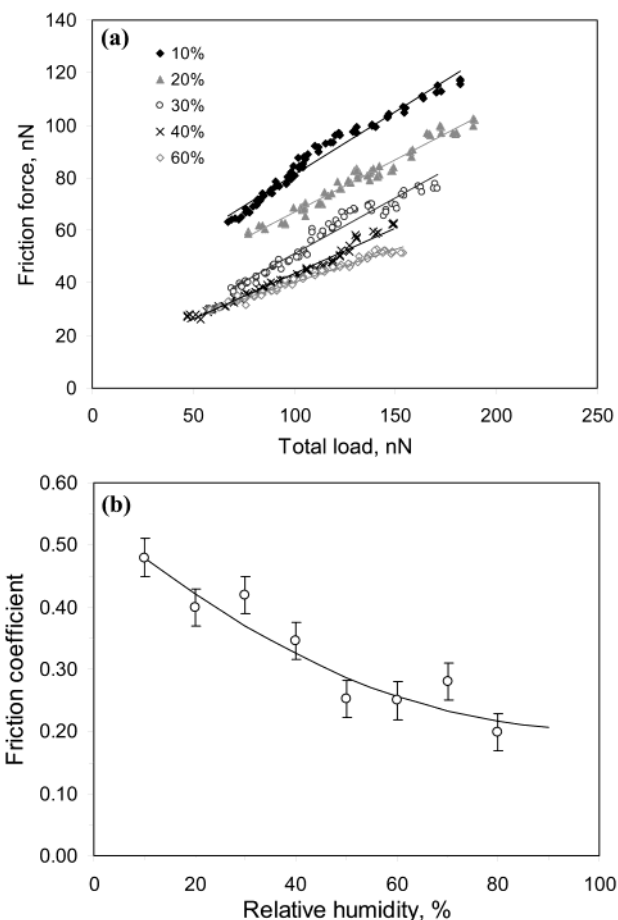 (a)
10%
20%
30%
40%
60%
140
120
100
80
60
40
20
0
Friction force, nN
0 50 100 150 200 250
Total load, nN
(b)
0.60
0.50
0.40
0.30
0.20
0.10
0.00
Friction coefficient
0 20 40 60 80 100
Relative humidity, %